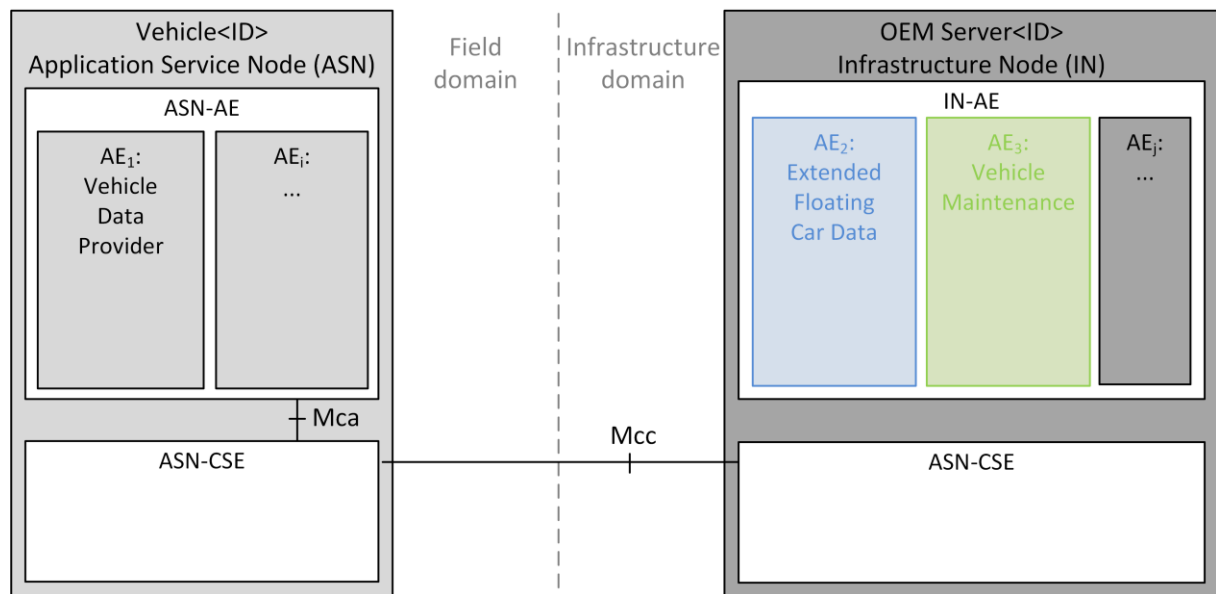 Vehicle<ID>
Application Service Node (ASN)
ASN-AE
AE₁:
Vehicle
Data
Provider
AEᵢ:
...
Mca
ASN-CSE
Field
domain
Infrastructure
domain
Mcc
OEM Server<ID>
Infrastructure Node (IN)
IN-AE
AE₂:
Extended
Floating
Car Data
AE₃:
Vehicle
Maintenance
AEⱼ:
...
ASN-CSE